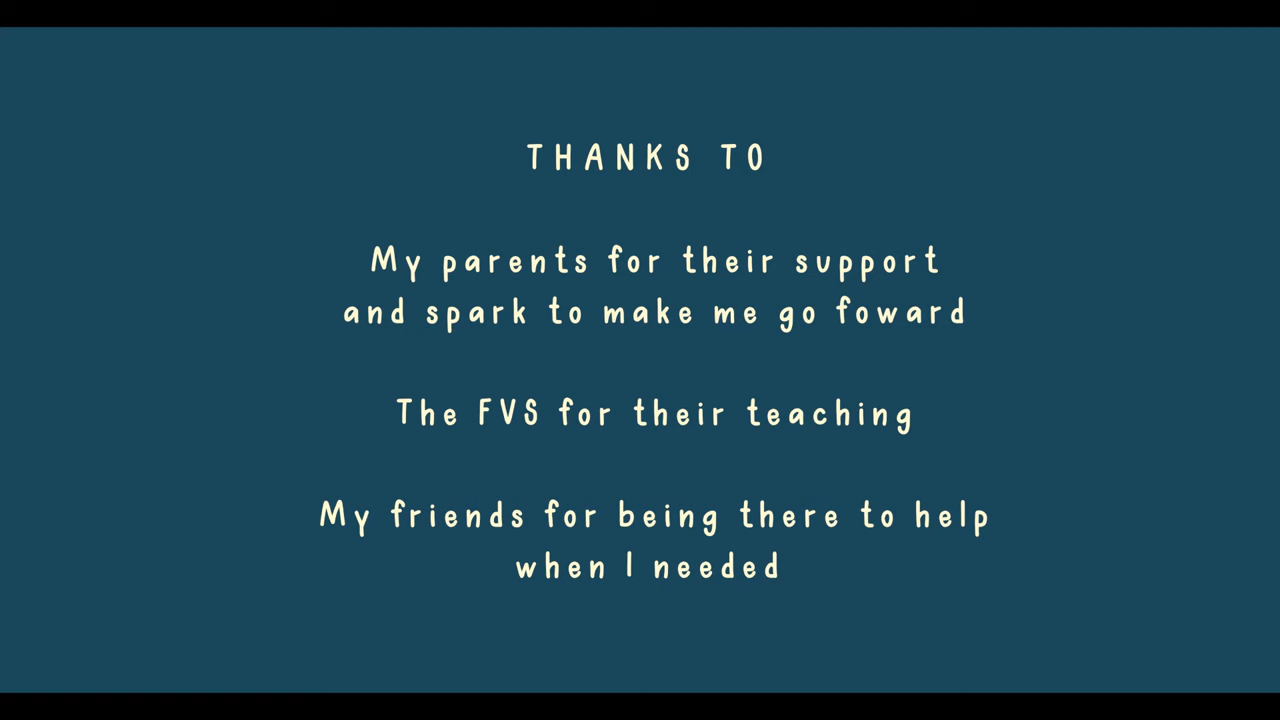 THANKS TO
My parents for their support
and spark to make me go foward
The FVS for their teaching
My friends for being there to help
when I needed